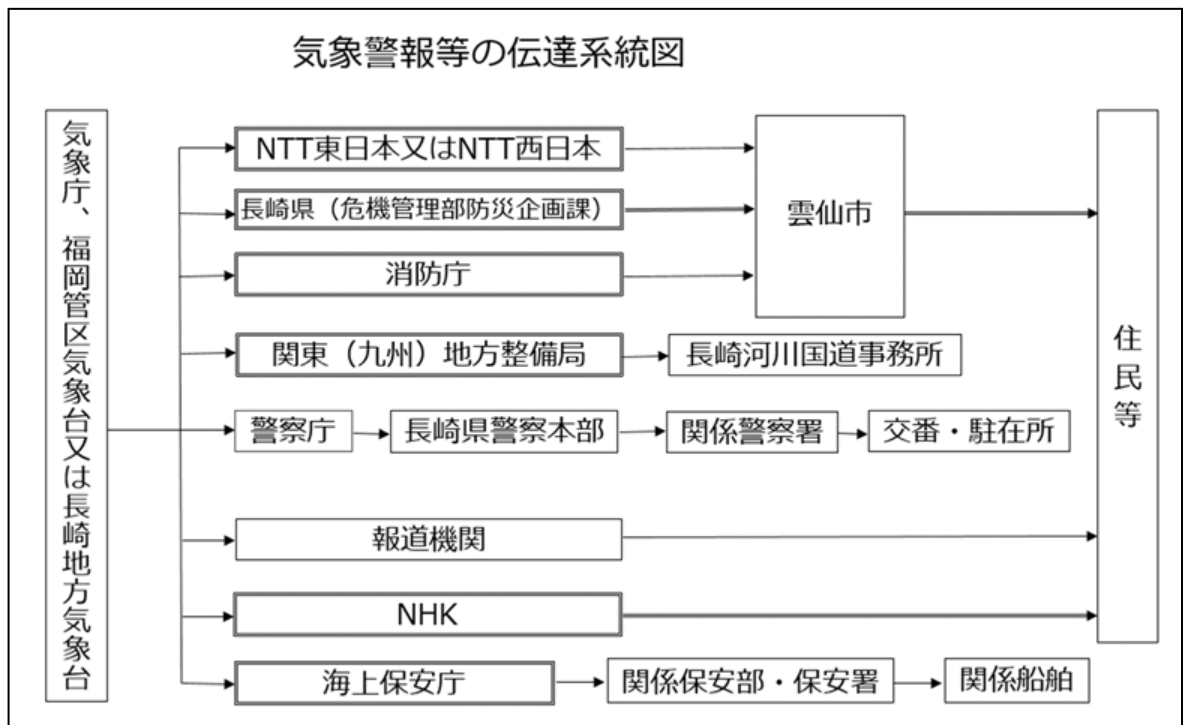 気象警報等の伝達系統図
気象庁、福岡管区気象台又は長崎地方気象台
NTT東日本又はNTT西日本
長崎県（危機管理部防災企画課）
消防庁
雲仙市
関東（九州）地方整備局
長崎河川国道事務所
警察庁
長崎県警察本部
関係警察署
交番・駐在所
報道機関
NHK
海上保安庁
関係保安部・保安署
関係船舶
住民等